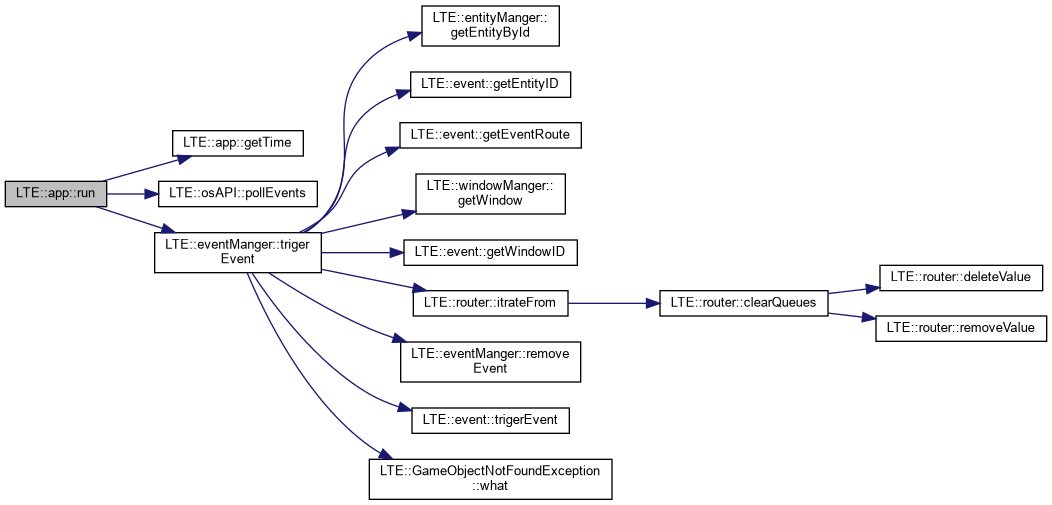 LTE::app::run
LTE::app::getTime
LTE::osAPI::pollEvents
LTE::eventManger::triger
Event
LTE::entityManger::
getEntityById
LTE::event::getEntityID
LTE::event::getEventRoute
LTE::windowManger::
getWindow
LTE::event::getWindowID
LTE::router::itrateFrom
LTE::eventManger::remove
Event
LTE::event::trigerEvent
LTE::GameObjectNotFoundException
::what
LTE::router::clearQueues
LTE::router::deleteValue
LTE::router::removeValue